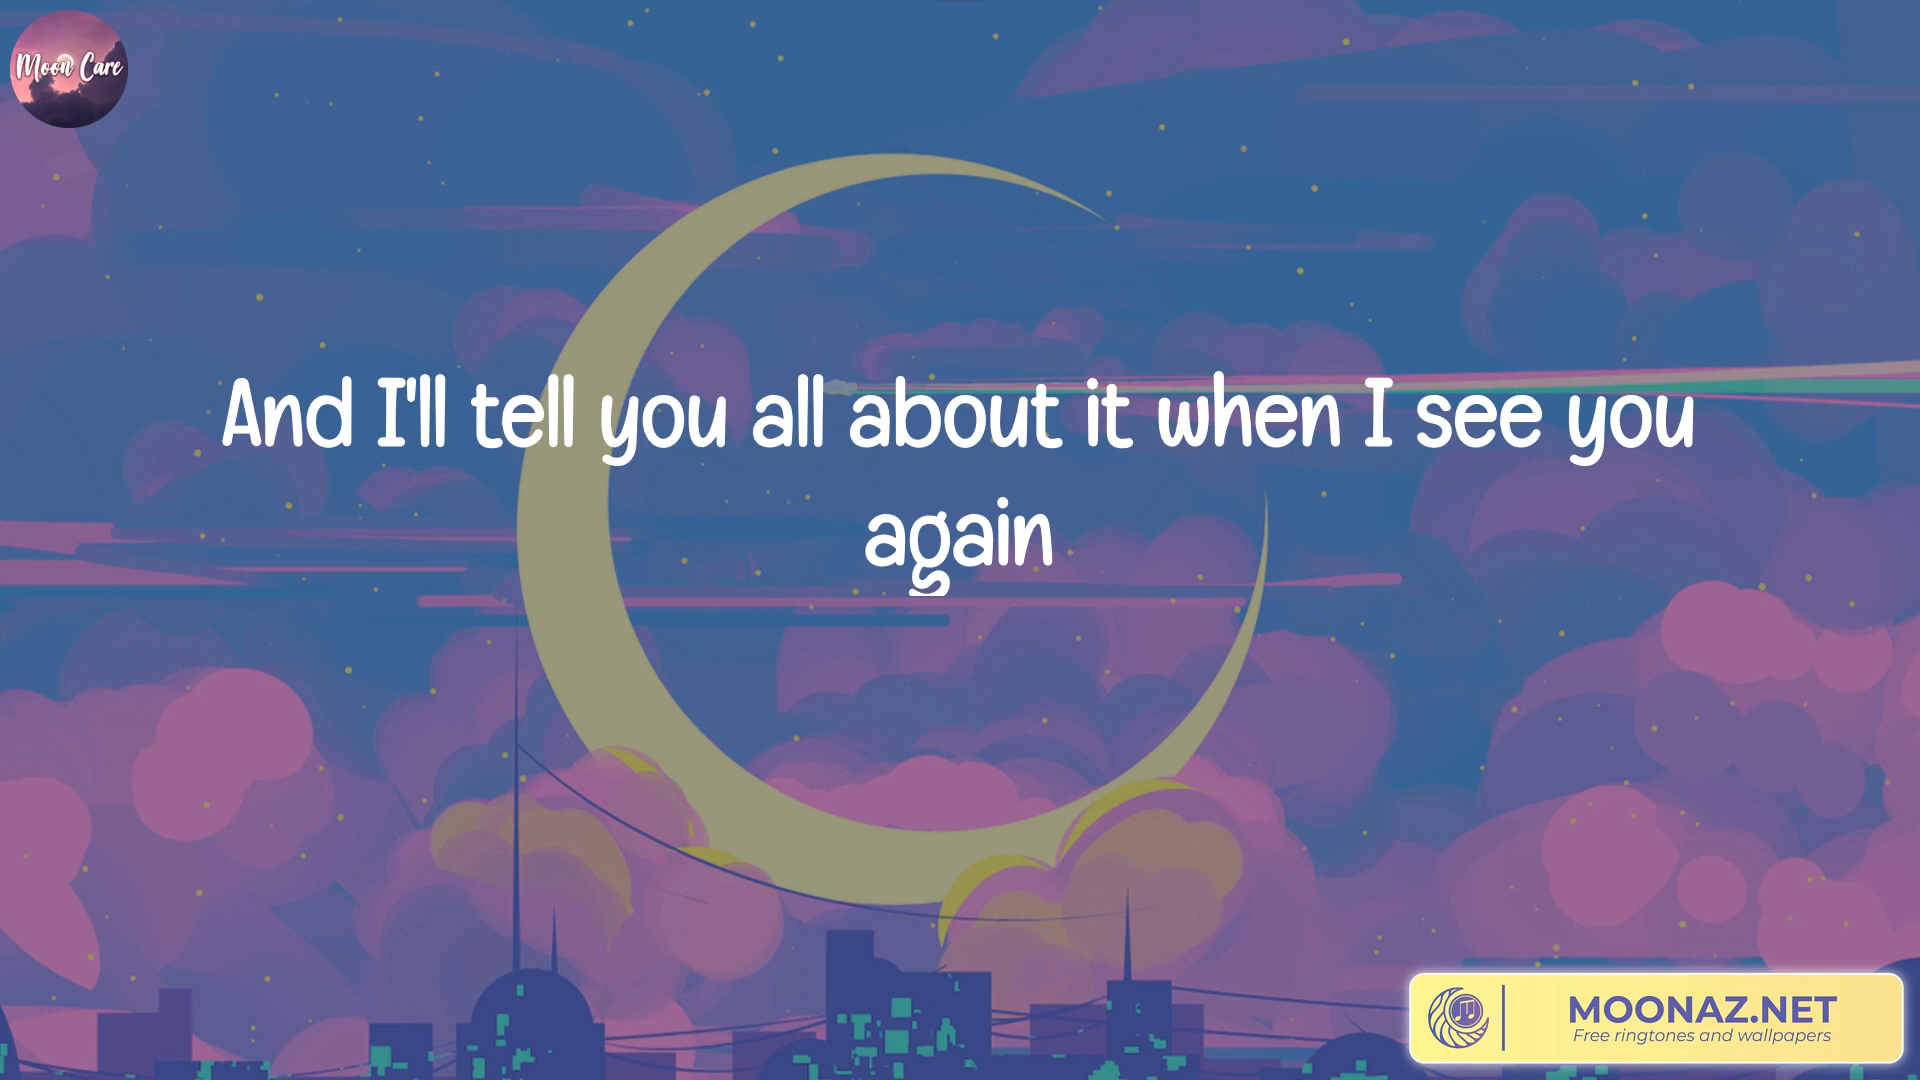 Moon Care
And I'll tell you all about it when I see you
again
MOONAZ.NET
Free ringtones and wallpapers